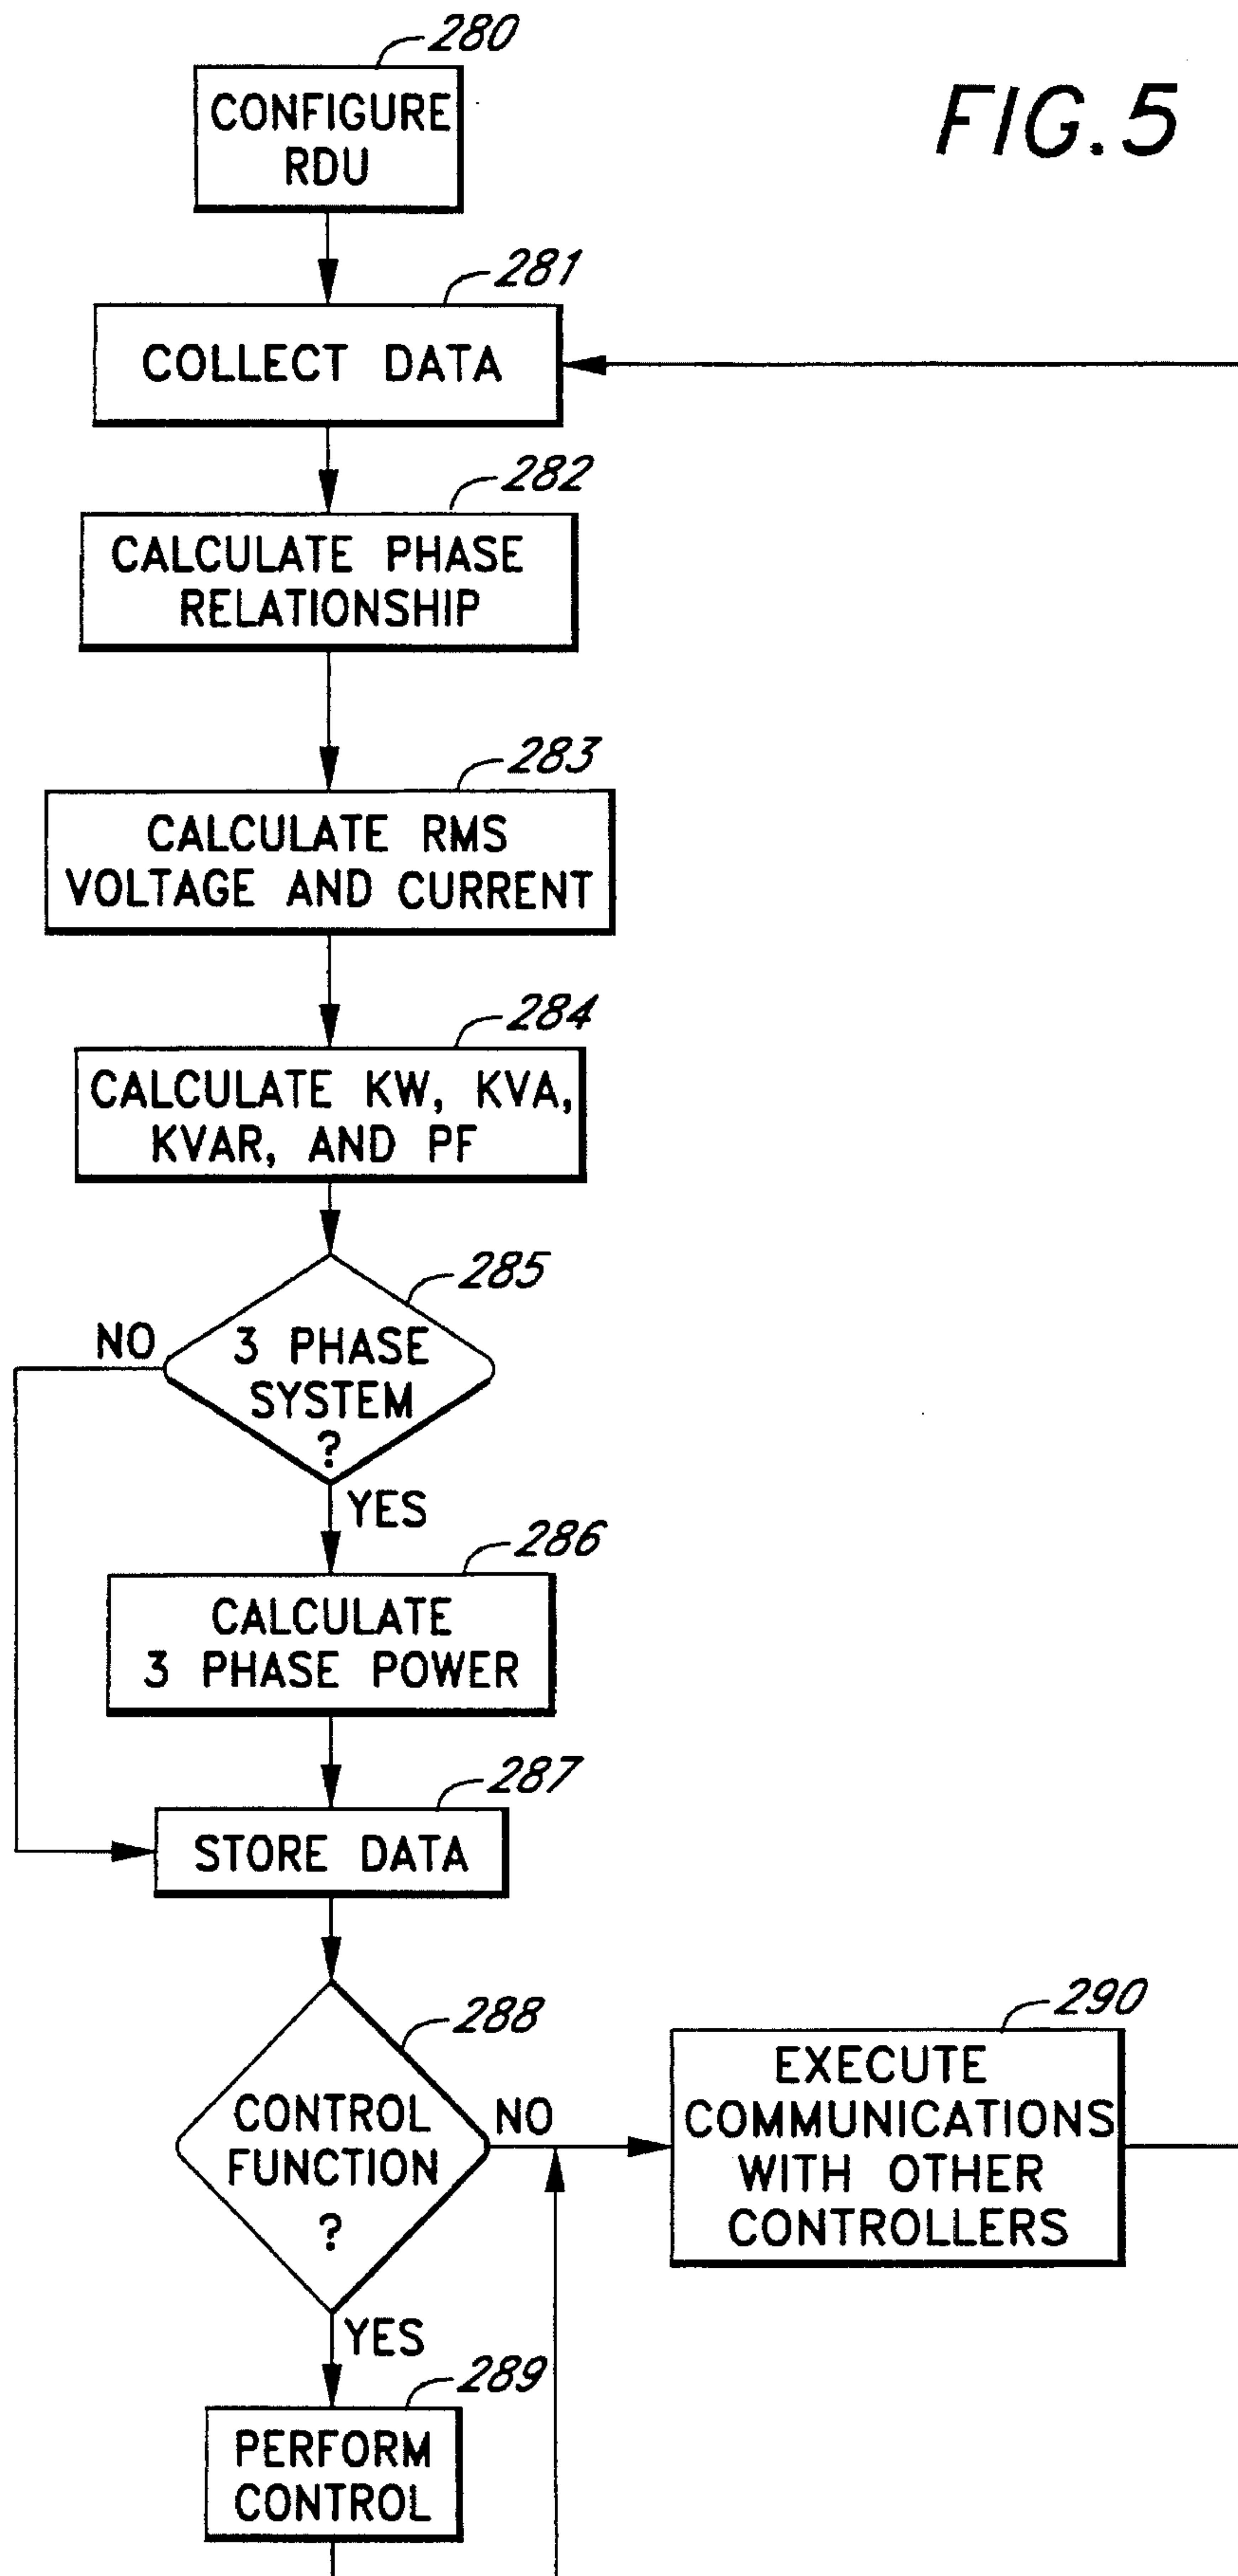 280
CONFIGURE
RDU
FIG. 5
281
COLLECT DATA
282
CALCULATE PHASE
RELATIONSHIP
283
CALCULATE RMS
VOLTAGE AND CURRENT
284
CALCULATE KW, KVA,
KVAR, AND PF
285
NO
3 PHASE
SYSTEM
?
YES
286
CALCULATE
3 PHASE POWER
287
STORE DATA
288
CONTROL
FUNCTION
?
NO
290
EXECUTE
COMMUNICATIONS
WITH OTHER
CONTROLLERS
YES
289
PERFORM
CONTROL